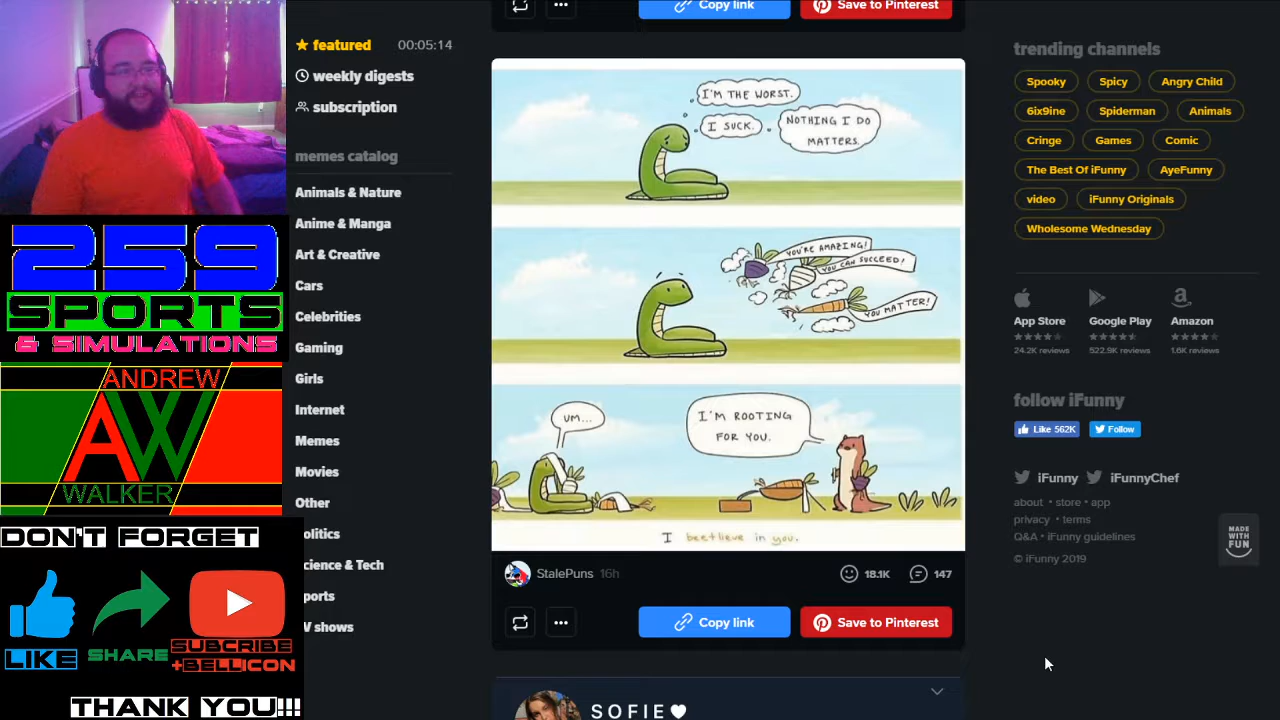 259
SPORTS
& SIMULATIONS
ANDREW
AW
WALKER
DON'T FORGET
LIKE
SHARE
SUBCRIBE
+BELLICON
THANK YOU!!!
featured
00:05:14
weekly digests
subscription
memes catalog
Animals & Nature
Anime & Manga
Art & Creative
Cars
Celebrities
Gaming
Girls
Internet
Memes
Movies
Other
olitics
cience & Tech
ports
V shows
Copy link
Save to Pinterest
I'M THE WORST.
I SUCK.
NOTHING I DO
MATTERS.
YOU'RE AMAZING!
YOU CAN SUCCEED!
YOU MATTER!
UM...
I'M ROOTING
FOR YOU.
I beetlieve in you.
StalePuns 16h
18.1K
147
Copy link
Save to Pinterest
SOFIE
trending channels
Spooky
Spicy
Angry Child
6ix9ine
Spiderman
Animals
Cringe
Games
Comic
The Best Of iFunny
AyeFunny
video
iFunny Originals
Wholesome Wednesday
App Store
24.2K reviews
Google Play
522.9K reviews
Amazon
1.6K reviews
follow iFunny
Like 562K
Follow
iFunny
iFunnyChef
about • store • app
privacy • terms
Q&A • iFunny guidelines
© iFunny 2019
MADE
WITH
FUN